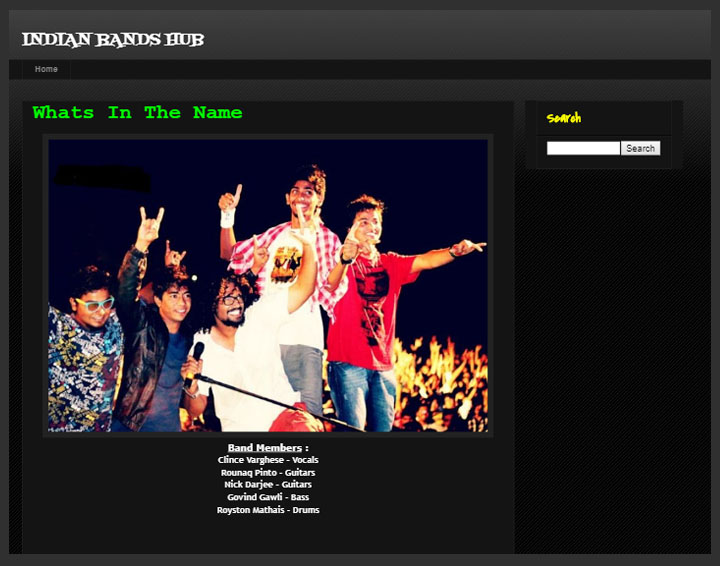 INDIAN BANDS HUB
Home
Whats In The Name
Search
Search
Band Members :
Clince Varghese - Vocals
Rounaq Pinto - Guitars
Nick Darjee - Guitars
Govind Gawli - Bass
Royston Mathais - Drums